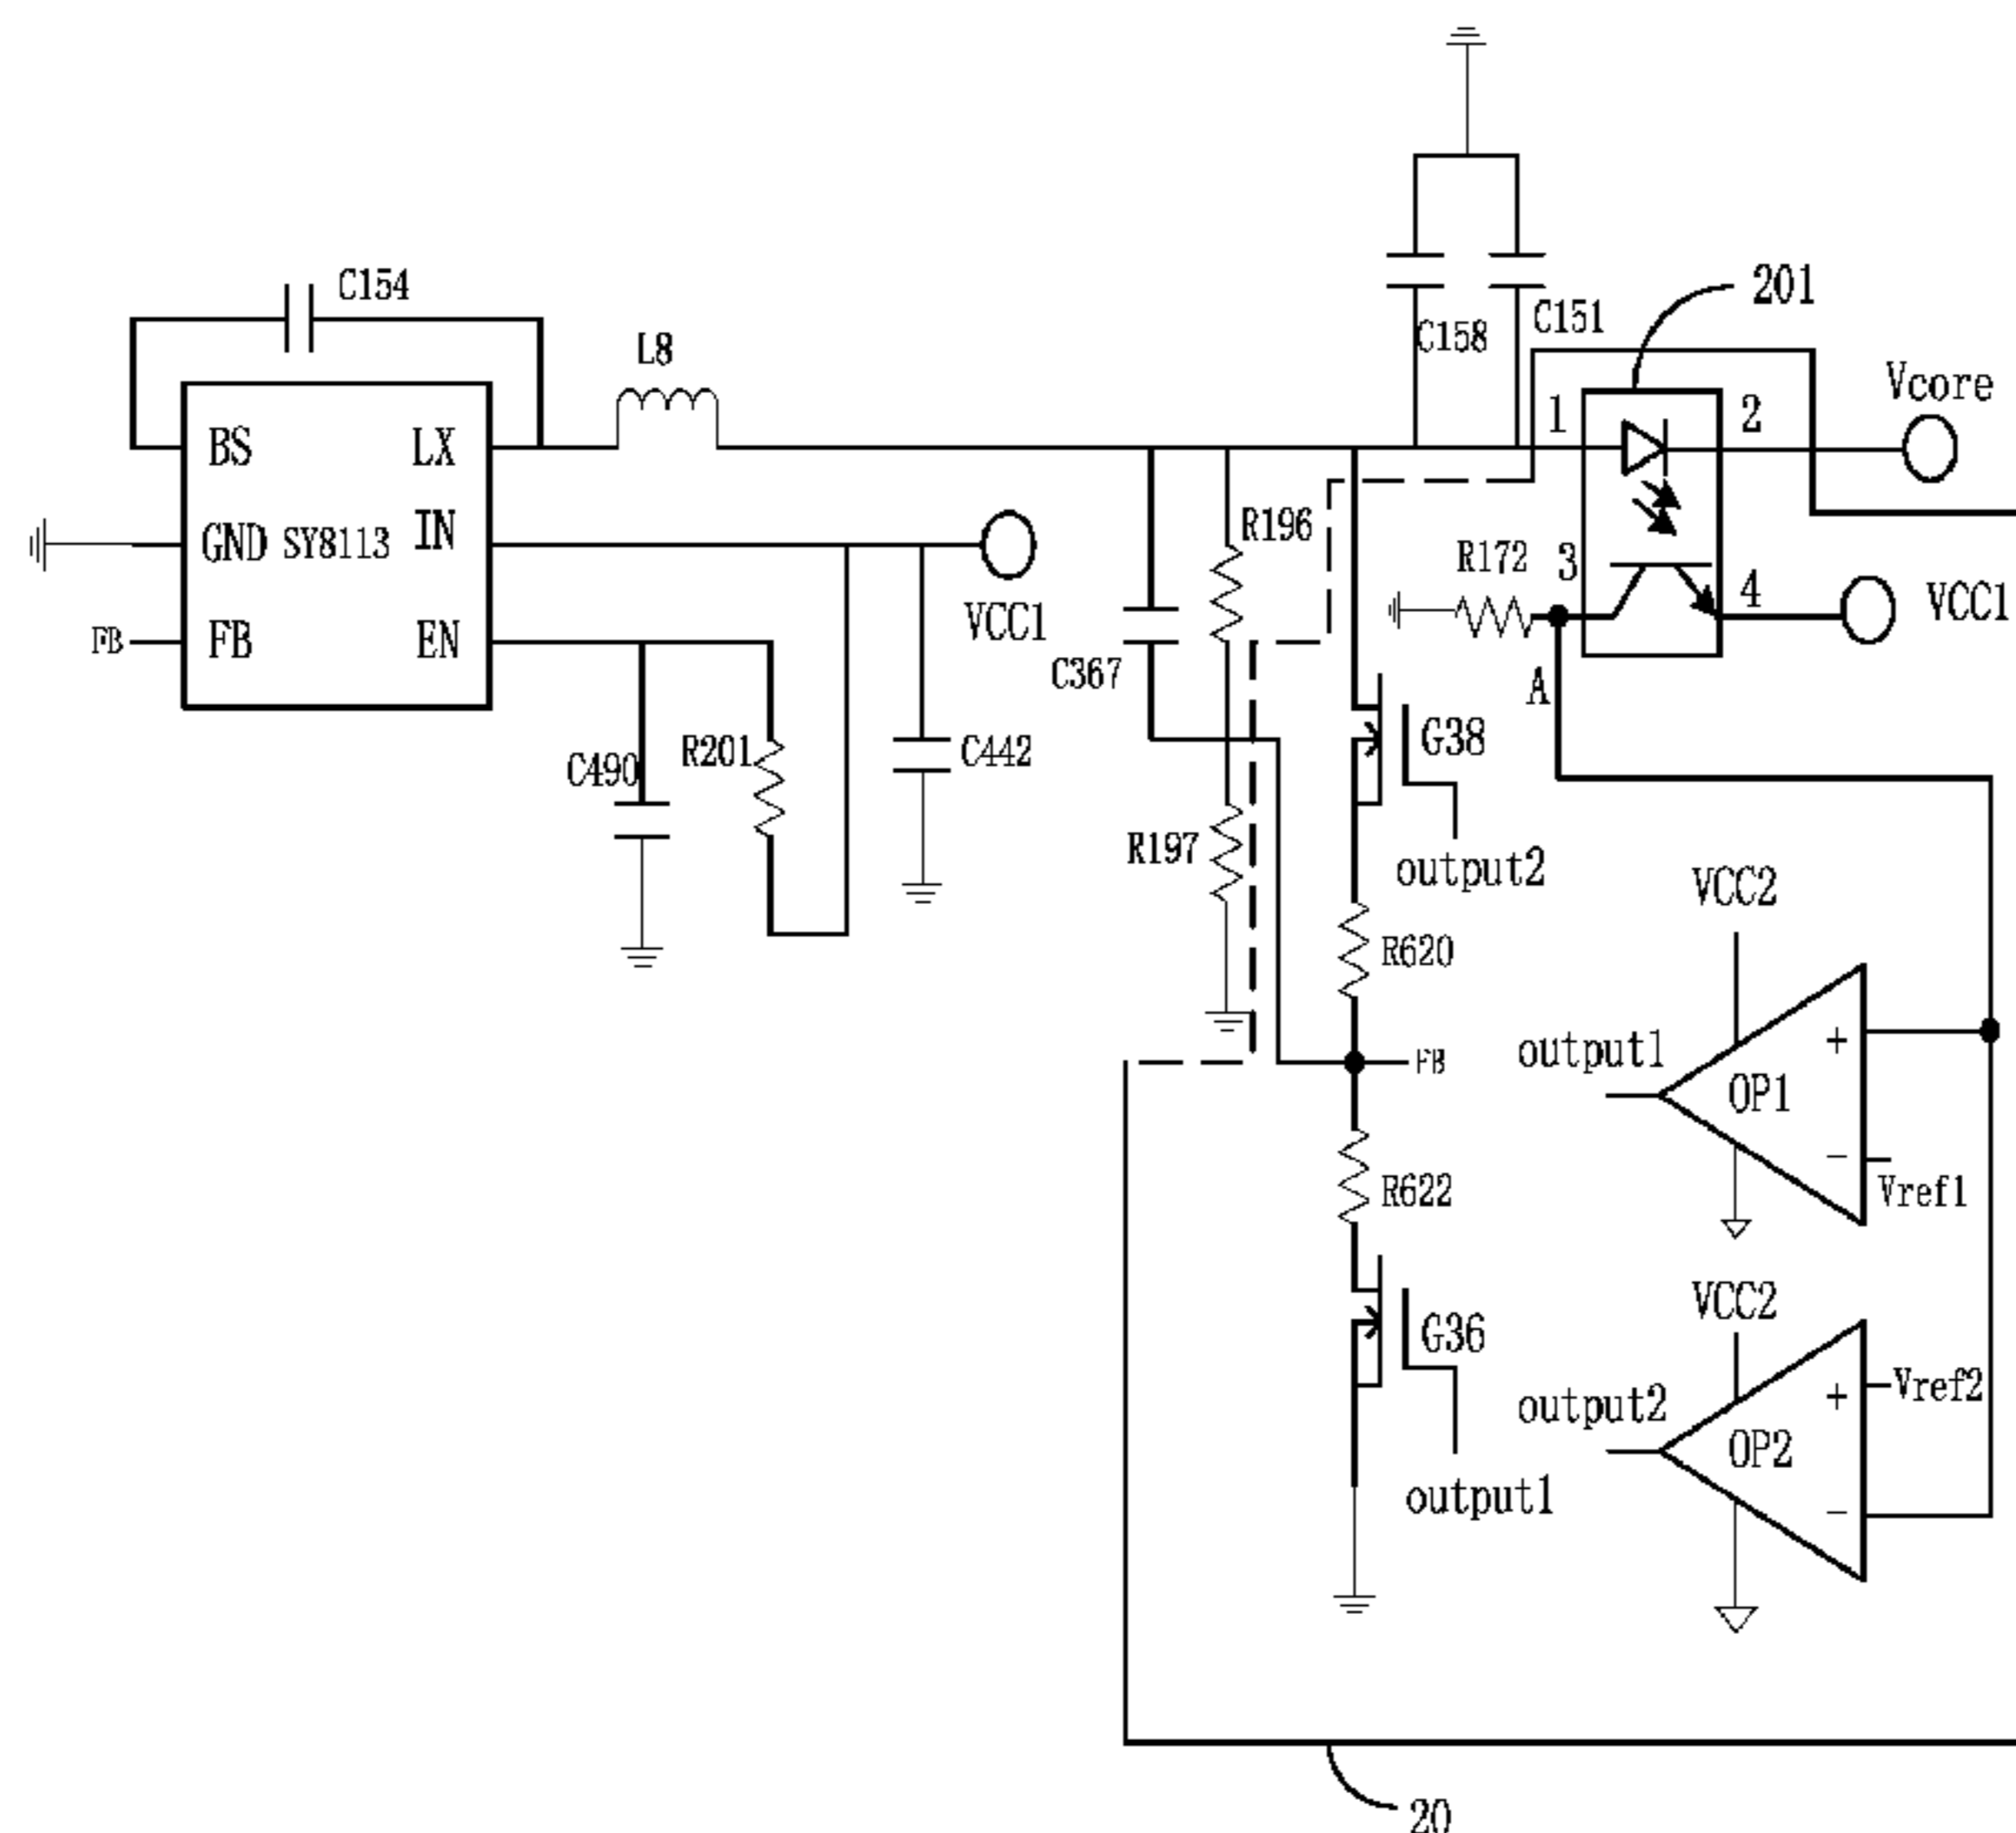 C154
L8
BS
LX
GND
SY8113
IN
FB
FB
EN
VCC1
C490
R201
C442
C158
C151
201
1
2
Vcore
R196
R172
3
4
VCC1
C367
A
G38
R197
output2
R620
VCC2
output1
+
OP1
−
Vref1
FB
R622
G36
output1
VCC2
+
Vref2
output2
OP2
−
20